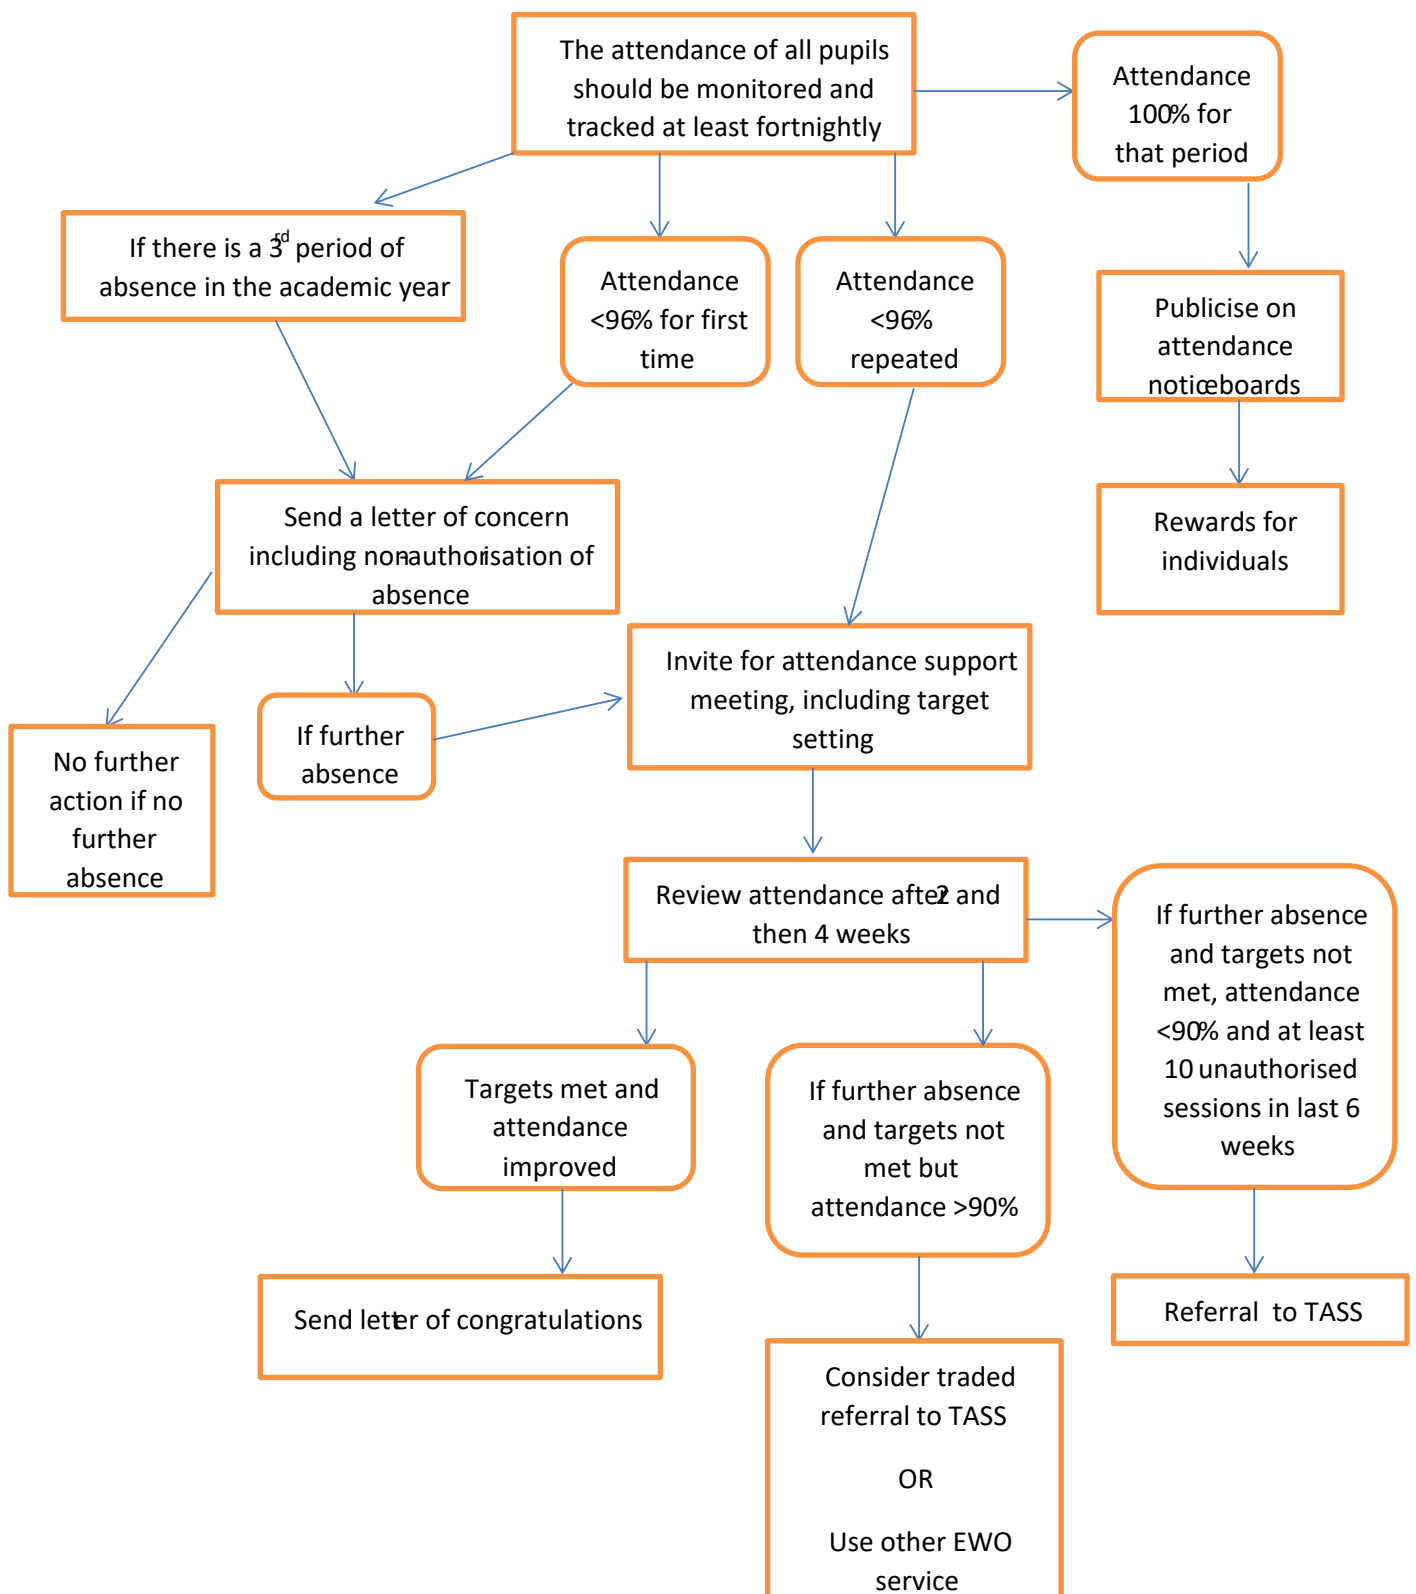 The attendance of all pupils
should be monitored and
tracked at least fortnightly
Attendance
100% for
that period
If there is a 3rd period of
absence in the academic year
Attendance
<96% for first
time
Attendance
<96%
repeated
Publicise on
attendance
noticeboards
Send a letter of concern
including non-authorisation of
absence
Rewards for
individuals
Invite for attendance support
meeting, including target
setting
If further
absence
No further
action if no
further
absence
Review attendance after 2 and
then 4 weeks
If further absence
and targets not
met, attendance
<90% and at least
10 unauthorised
sessions in last 6
weeks
Targets met and
attendance
improved
If further absence
and targets not
met but
attendance >90%
Send letter of congratulations
Referral to TASS
Consider traded
referral to TASS
OR
Use other EWO
service